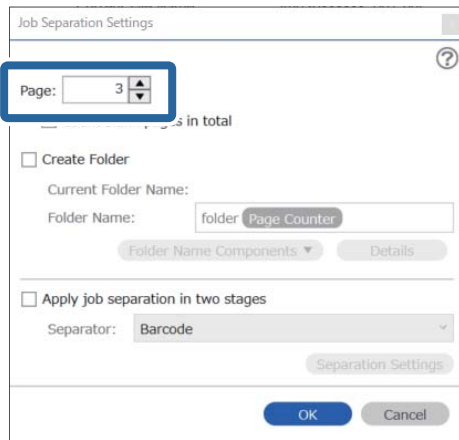 Job Separation Settings
Page: 3
in total
Create Folder
Current Folder Name:
Folder Name: folder Page Counter
Folder Name Components Details
Apply job separation in two stages
Separator: Barcode
Separation Settings
OK Cancel